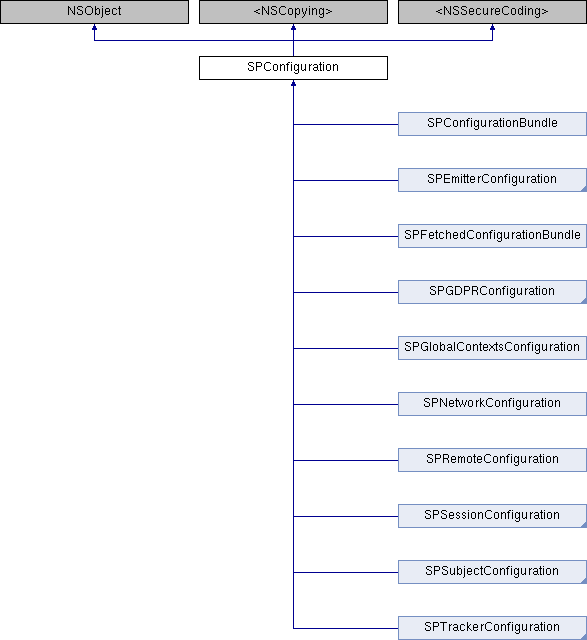 NSObject
<NSCopying>
<NSSecureCoding>
SPConfiguration
SPConfigurationBundle
SPEmitterConfiguration
SPFetchedConfigurationBundle
SPGDPRConfiguration
SPGlobalContextsConfiguration
SPNetworkConfiguration
SPRemoteConfiguration
SPSessionConfiguration
SPSubjectConfiguration
SPTrackerConfiguration